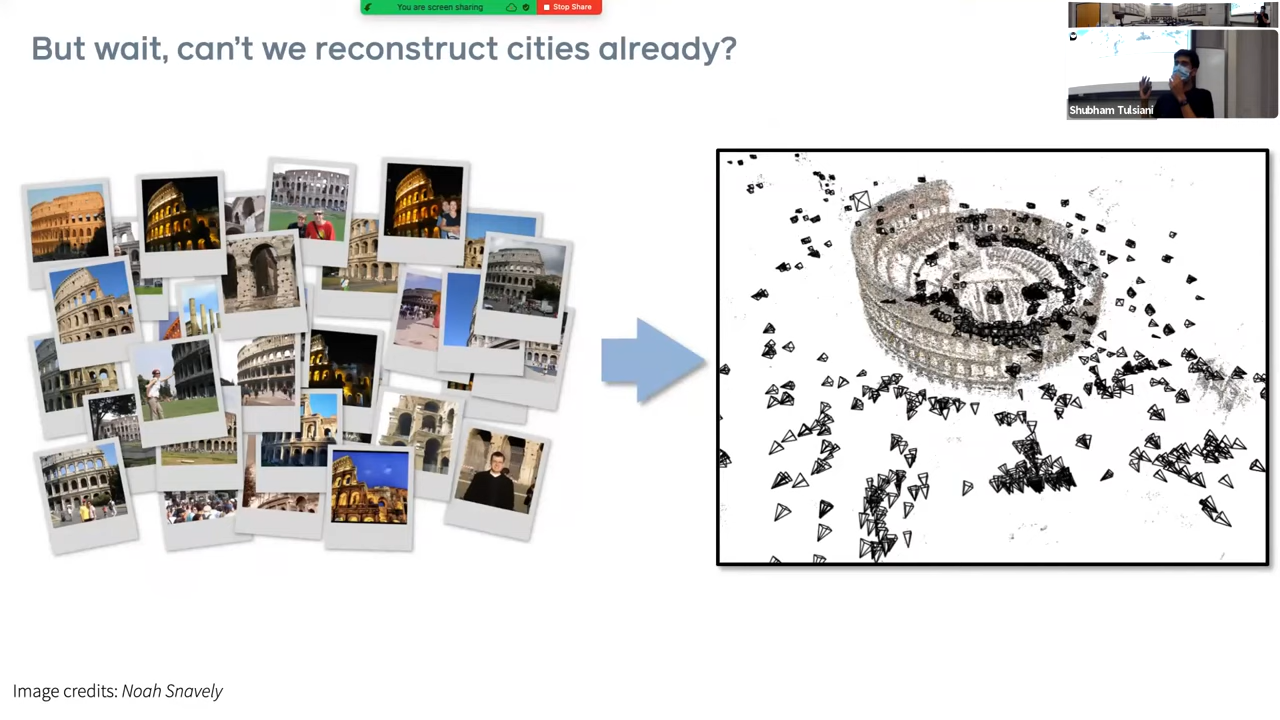 You are screen sharing
Stop Share
But wait, can't we reconstruct cities already?
Shubham Tulsiani
Image credits: Noah Snavely